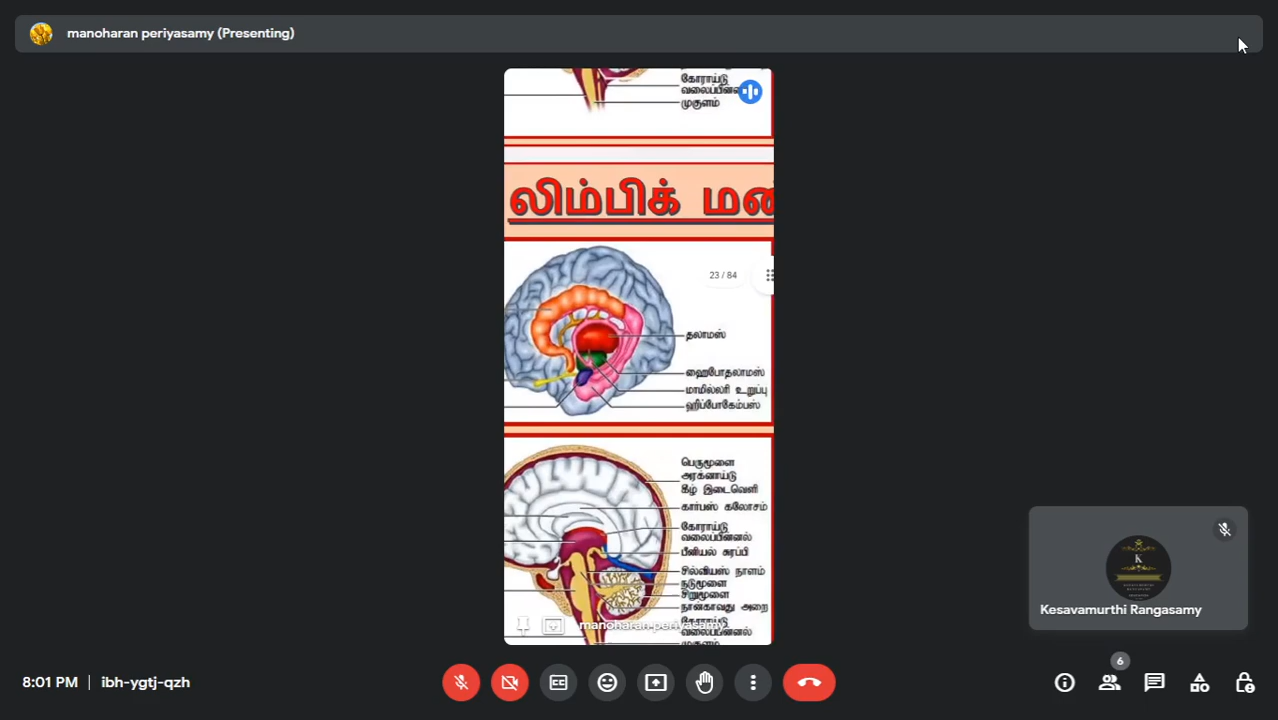 manoharan periyasamy (Presenting)
கோராய்டு
வலைப்பின்னல்
முகுளம்
லிம்பிக் மண
23 / 84
தலாமஸ்
ஹைபோதலாமஸ்
மாமில்லரி உறுப்பு
ஹிப்போகேம்பஸ்
பெருமூளை
அரக்னாய்டு
கீழ் இடைவெளி
கார்பஸ் கலோசம்
கோராய்டு
வலைப்பின்னல்
பீனியல் சுரப்பி
சில்வியஸ் நாளம்
நடுமூளை
சிறுமூளை
நான்காவது அறை
கோராய்டு
வலைப்பின்னல்
manoharan periyasamy
K
Kesavamurthi Rangasamy
8:01 PM | ibh-ygtj-qzh
6